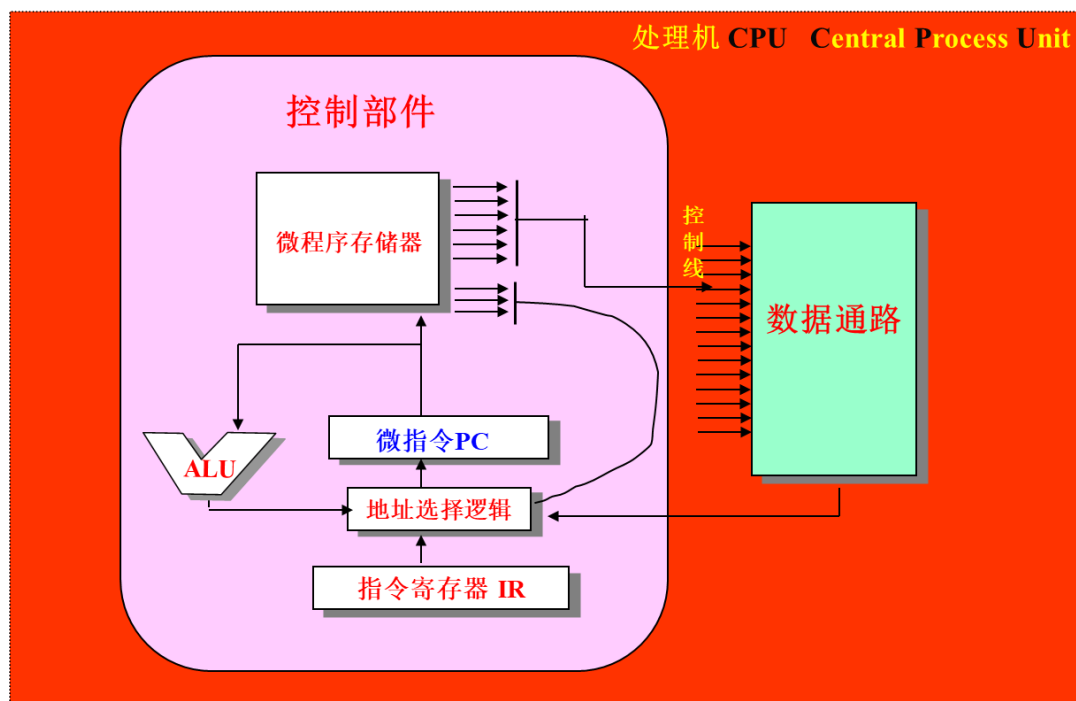 处理机 CPU Central Process Unit
控制部件
微程序存储器
控制线
数据通路
微指令PC
ALU
地址选择逻辑
指令寄存器 IR